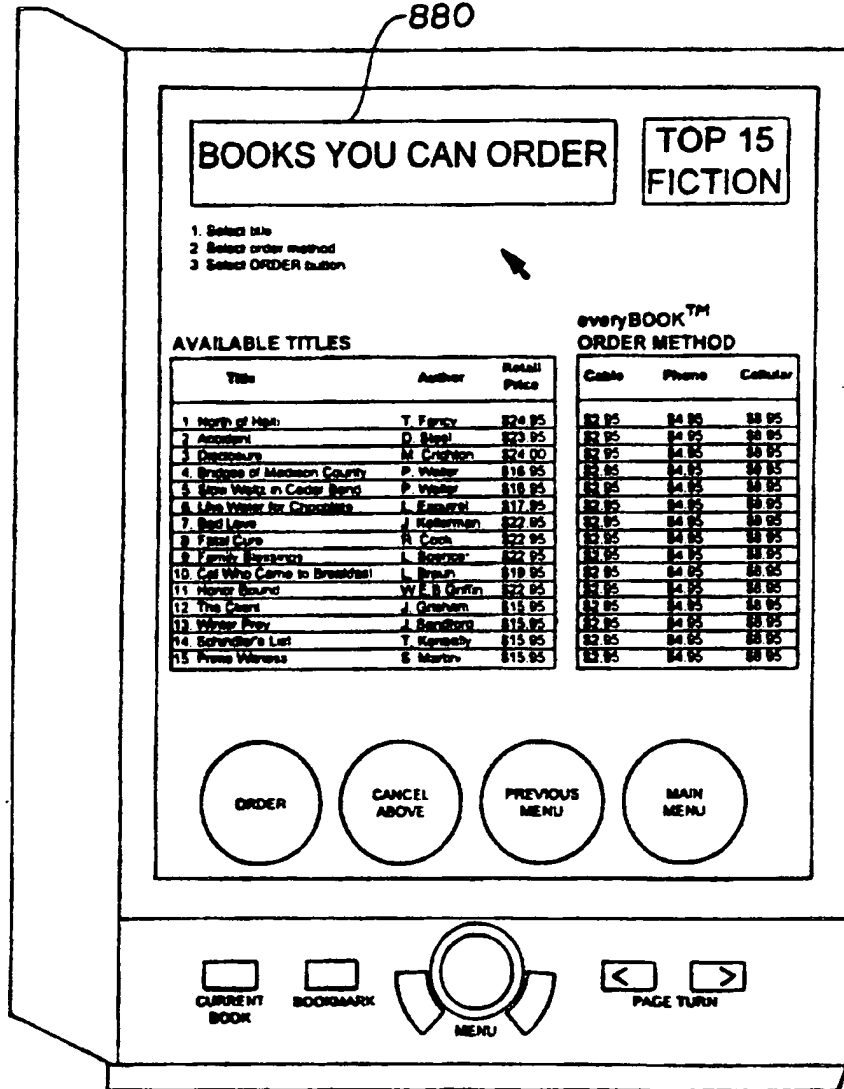 880
BOOKS YOU CAN ORDER
TOP 15
FICTION
1. Select title
2 Select order method
3 Select ORDER button
everyBOOK™
AVAILABLE TITLES
ORDER METHOD
Title Author Retail Price
Cable Phone Cellular
1 North of T. $24.95 $2.95 $4.95 $8.95
2 Accident D. Steel $23.95 $2.95 $4.95 $8.95
3 Disclosure M. Crichton $24.00 $2.95 $4.95 $8.95
4. Bridges of Madison County P. Waller $16.95 $2.95 $4.95 $8.95
5 Slow Waltz in Cedar Bend P. Waller $16.95 $2.95 $4.95 $8.95
6. Like Water for Chocolate L. Esquivel $17.95 $2.95 $4.95 $8.95
7. Bad Love J. Kellerman $22.95 $2.95 $4.95 $8.95
8 Fatal Cure R. Cook $22.95 $2.95 $4.95 $8.95
9 Family Blessings L. Spencer $22.95 $2.95 $4.95 $8.95
10. Cat Who Came to Breakfast L. Braun $19.95 $2.95 $4.95 $8.95
11 Honor Bound W.E.B Griffin $22.95 $2.95 $4.95 $8.95
12 The Client J. Grisham $15.95 $2.95 $4.95 $8.95
13. Winter Prey J. Sandford $15.95 $2.95 $4.95 $8.95
14. Schindler's List T. $15.95 $2.95 $4.95 $8.95
15 Prime Witness S. Martini $15.95 $2.95 $4.95 $8.95
ORDER
CANCEL
ABOVE
PREVIOUS
MENU
MAIN
MENU
CURRENT
BOOK
BOOKMARK
MENU
< >
PAGE TURN